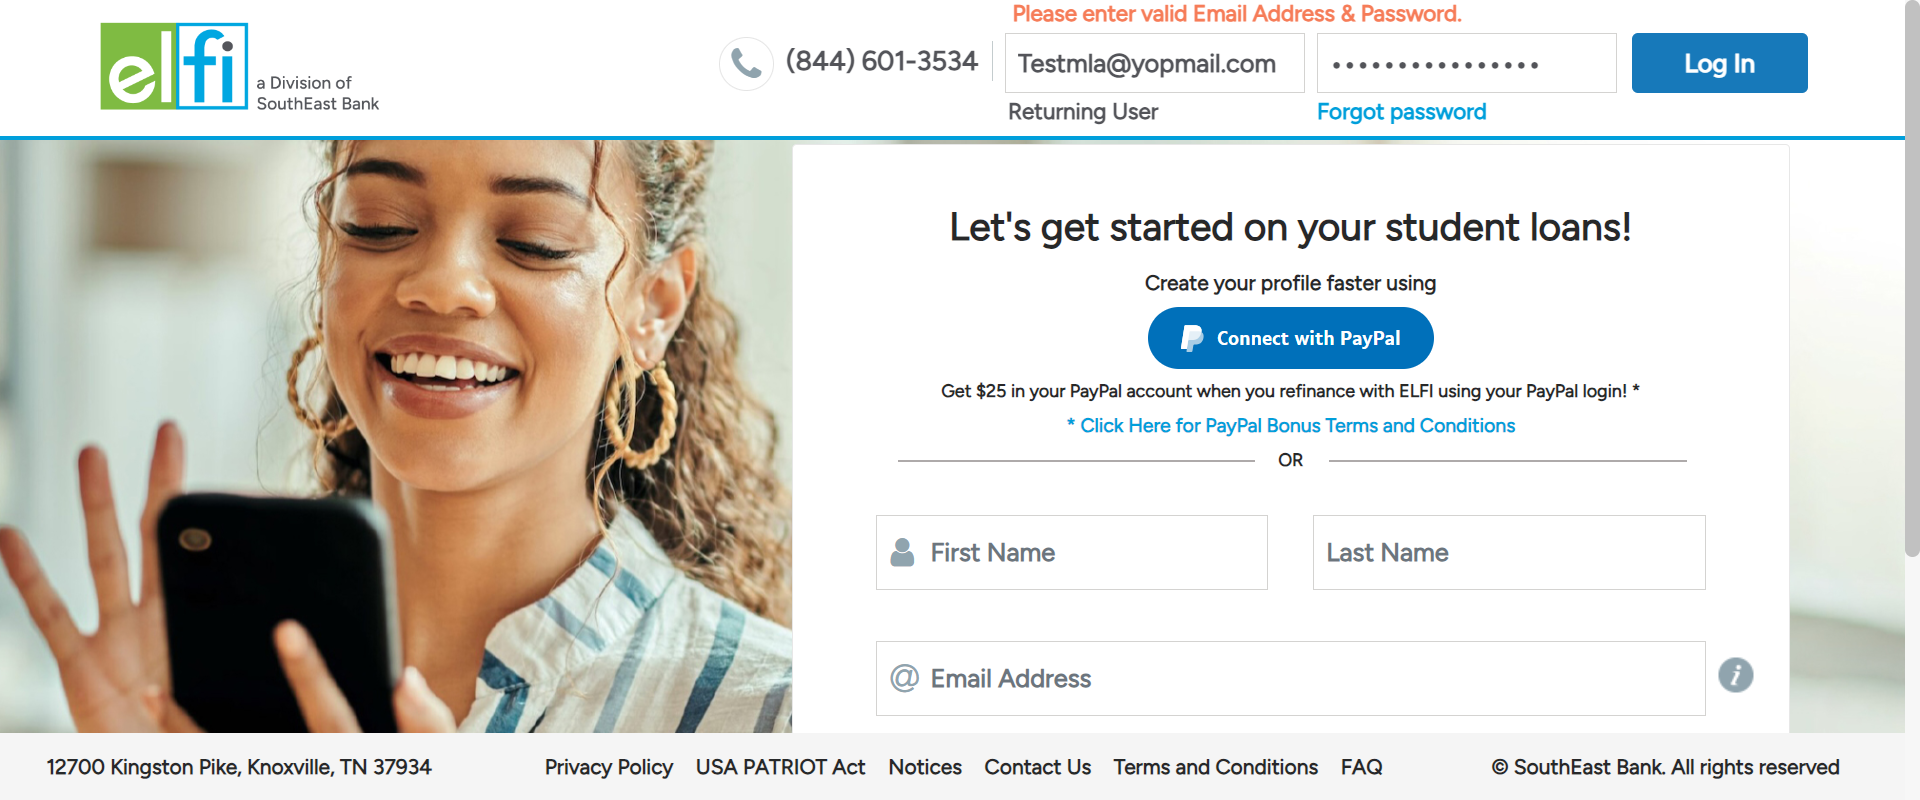 Please enter valid Email Address & Password.
elfi
a Division of
SouthEast Bank
(844) 601-3534
Testmla@yopmail.com
••••••••••••••••
Log In
Returning User
Forgot password
Let's get started on your student loans!
Create your profile faster using
Connect with PayPal
Get $25 in your PayPal account when you refinance with ELFI using your PayPal login! *
* Click Here for PayPal Bonus Terms and Conditions
OR
First Name
Last Name
@ Email Address
i
12700 Kingston Pike, Knoxville, TN 37934
Privacy Policy
USA PATRIOT Act
Notices
Contact Us
Terms and Conditions
FAQ
© SouthEast Bank. All rights reserved